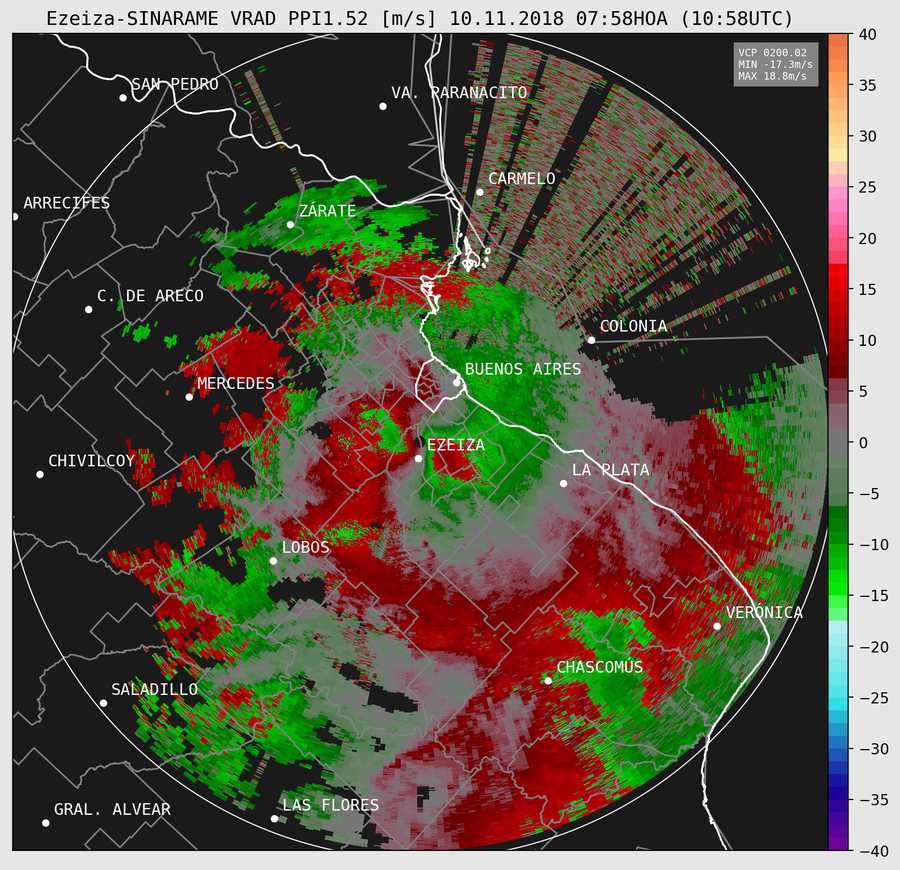 Ezeiza-SINARAME VRAD PPI1.52 [m/s] 10.11.2018 07:58HOA (10:58UTC)
VCP 0200.02
MIN -17.3m/s
MAX 18.8m/s
SAN PEDRO
VA. PARANACITO
CARMELO
ARRECIFES
ZÁRATE
C. DE ARECO
COLONIA
BUENOS AIRES
MERCEDES
EZEIZA
CHIVILCOY
LA PLATA
LOBOS
VERÓNICA
CHASCOMÚS
SALADILLO
LAS FLORES
GRAL. ALVEAR
40
35
30
25
20
15
10
5
0
−5
−10
−15
−20
−25
−30
−35
−40